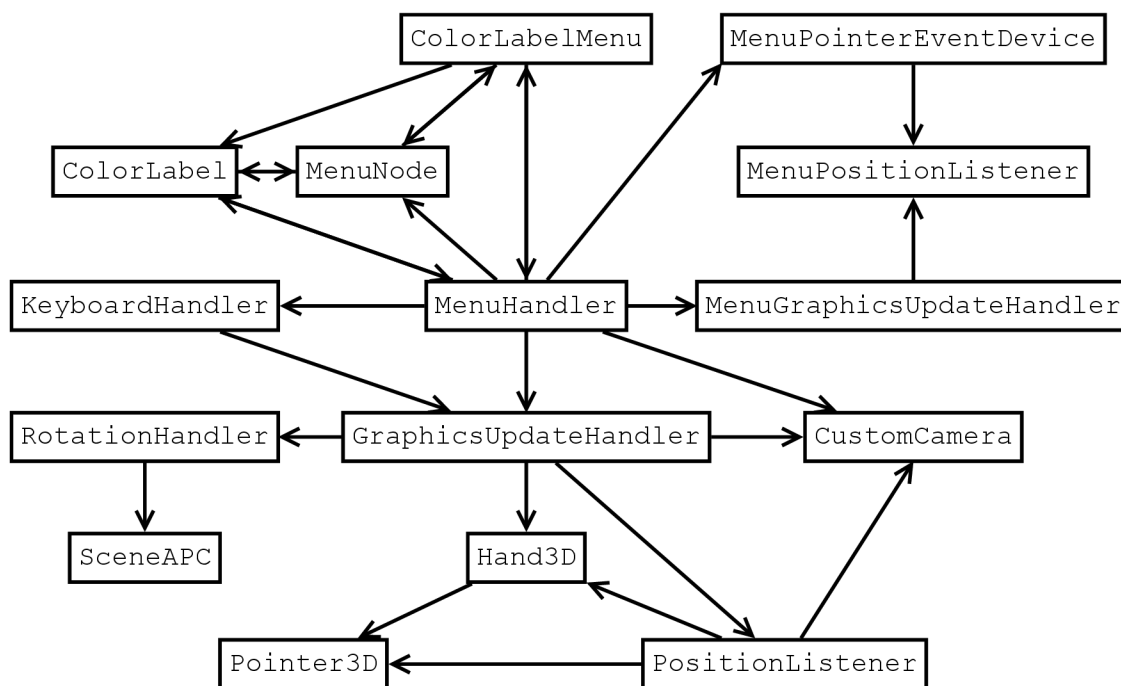 ColorLabelMenu
MenuPointerEventDevice
ColorLabel
MenuNode
MenuPositionListener
KeyboardHandler
MenuHandler
MenuGraphicsUpdateHandler
RotationHandler
GraphicsUpdateHandler
CustomCamera
SceneAPC
Hand3D
Pointer3D
PositionListener